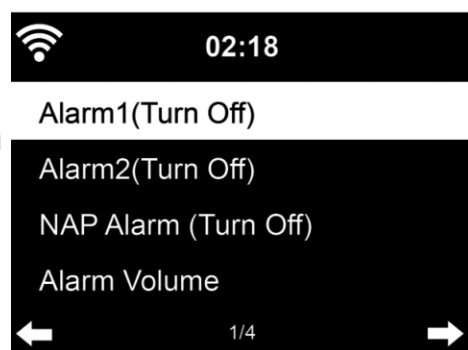 02:18
Alarm1(Turn Off)
Alarm2(Turn Off)
NAP Alarm (Turn Off)
Alarm Volume
1/4